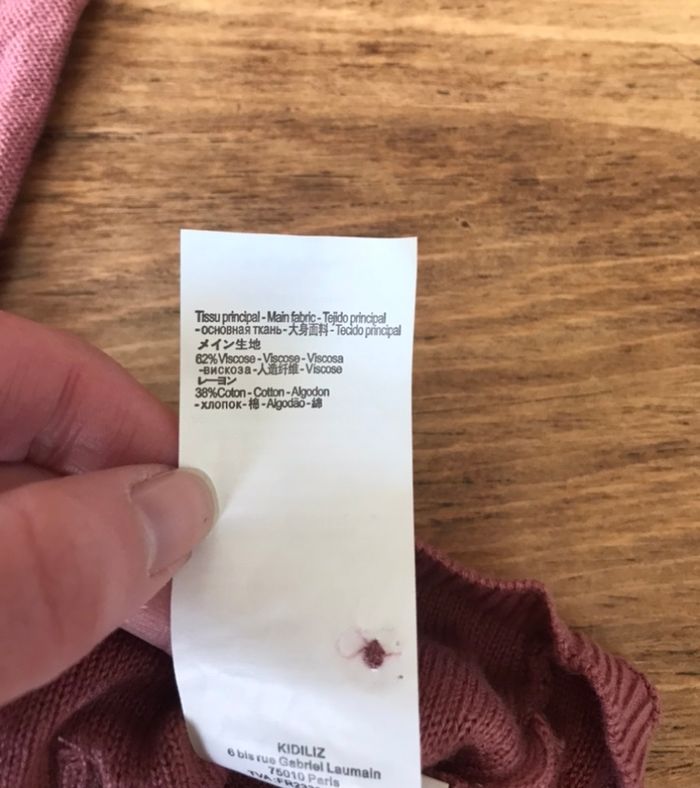 Tissu principal - Main fabric - Tejido principal
- основная ткань - 大身面料 - Tecido principal
メイン生地
62% Viscose - Viscose - Viscosa
-вискоза - 人造纤维 - Viscose
レーヨン
38%Coton - Cotton - Algodon
- хлопок - 棉 - Algodão - 綿
KIDILIZ
6 bis rue Gabriel Laumain
75010 Paris